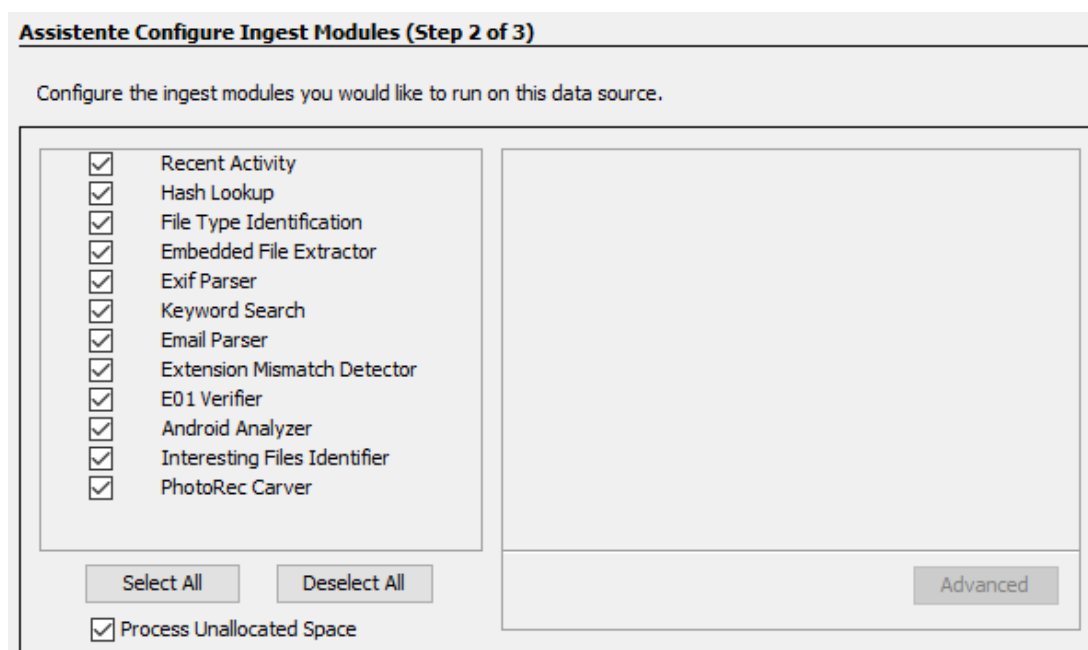 Assistente Configure Ingest Modules (Step 2 of 3)
Configure the ingest modules you would like to run on this data source.
Recent Activity
Hash Lookup
File Type Identification
Embedded File Extractor
Exif Parser
Keyword Search
Email Parser
Extension Mismatch Detector
E01 Verifier
Android Analyzer
Interesting Files Identifier
PhotoRec Carver
Select All Deselect All Advanced
Process Unallocated Space